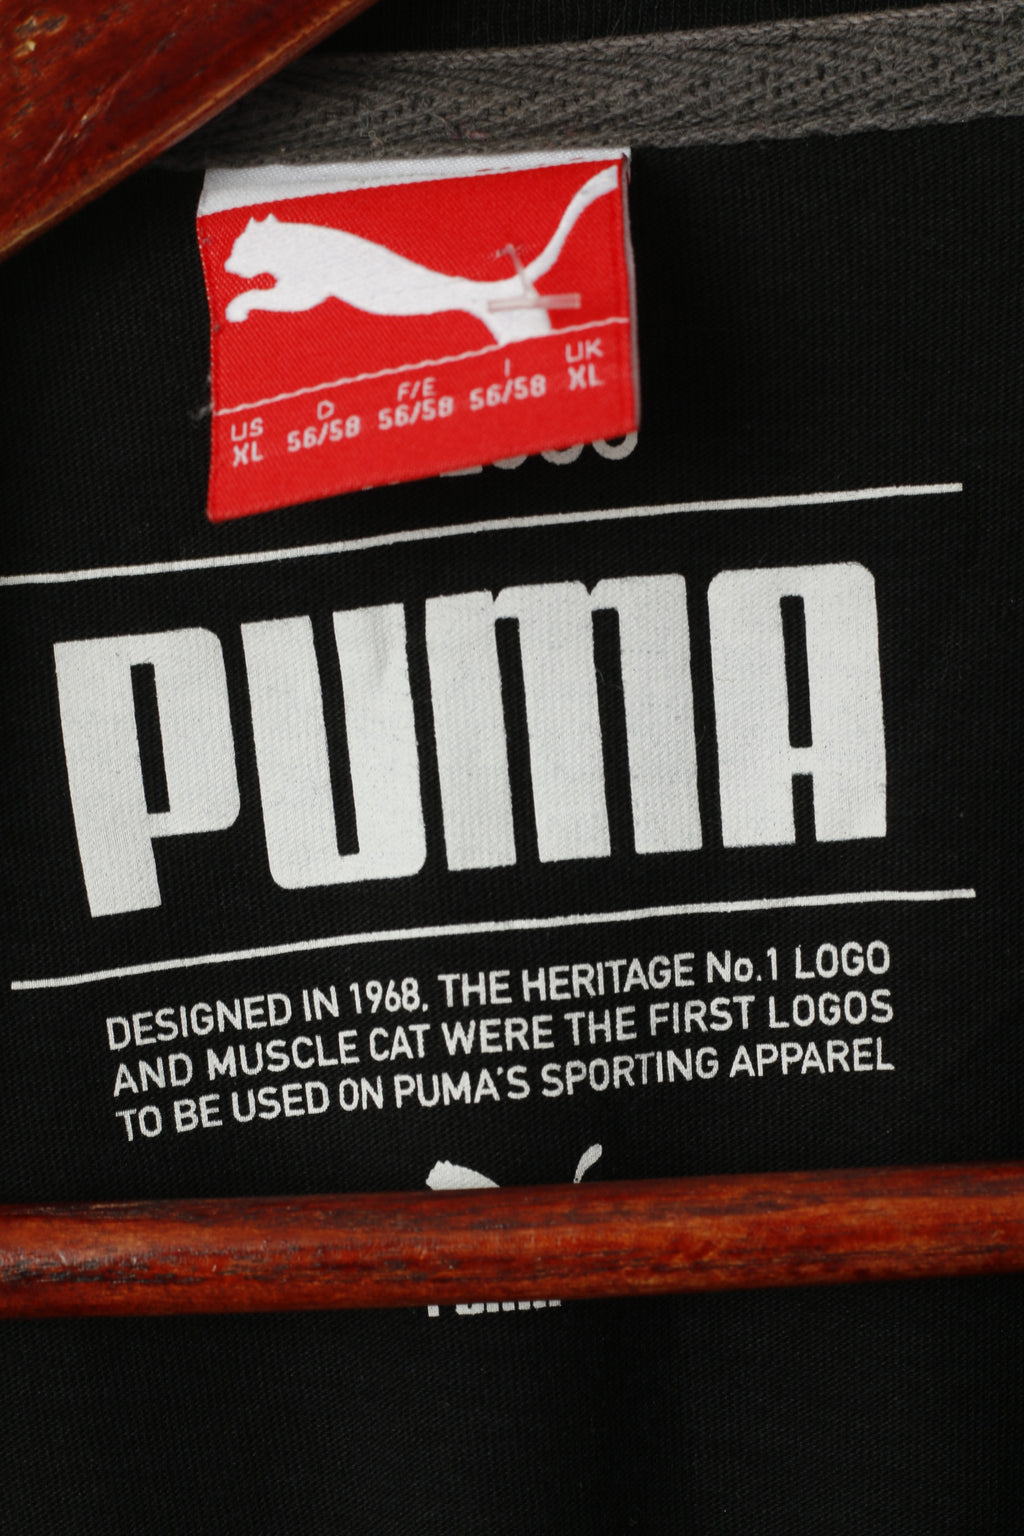 US D F/E I UK
XL 56/58 56/58 56/58 XL
PUMA
DESIGNED IN 1968. THE HERITAGE No.1 LOGO
AND MUSCLE CAT WERE THE FIRST LOGOS
TO BE USED ON PUMA'S SPORTING APPAREL